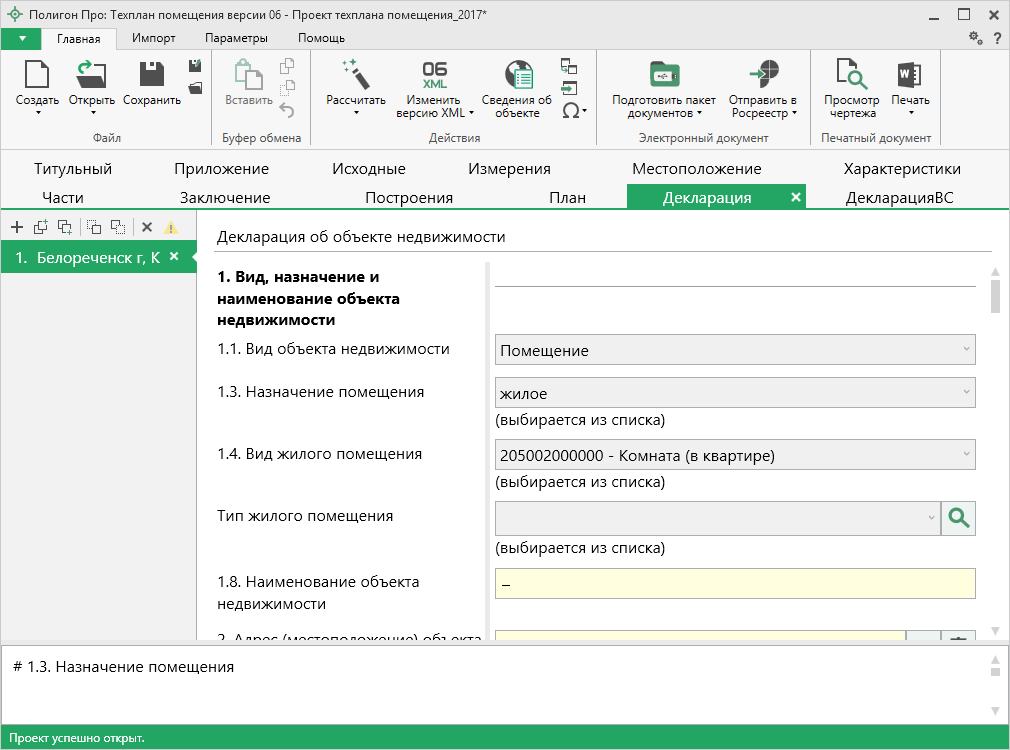 Полигон Про: Техплан помещения версии 06 - Проект техплана помещения_2017*
Главная Импорт Параметры Помощь
?
06
XML
W
Создать Открыть Сохранить Вставить Рассчитать Изменить версию XML Сведения об объекте Подготовить пакет документов Отправить в Росреестр Просмотр чертежа Печать
Ω
Файл Буфер обмена Действия Электронный документ Печатный документ
Титульный Приложение Исходные Измерения Местоположение Характеристики
Части Заключение Построения План Декларация ДекларацияВС
1. Белореченск г, К
Декларация об объекте недвижимости
1. Вид, назначение и
наименование объекта
недвижимости
1.1. Вид объекта недвижимости Помещение
1.3. Назначение помещения жилое
(выбирается из списка)
1.4. Вид жилого помещения 205002000000 - Комната (в квартире)
(выбирается из списка)
Тип жилого помещения
(выбирается из списка)
1.8. Наименование объекта
недвижимости
–
2. Адрес (местоположение) объекта
# 1.3. Назначение помещения
Проект успешно открыт.